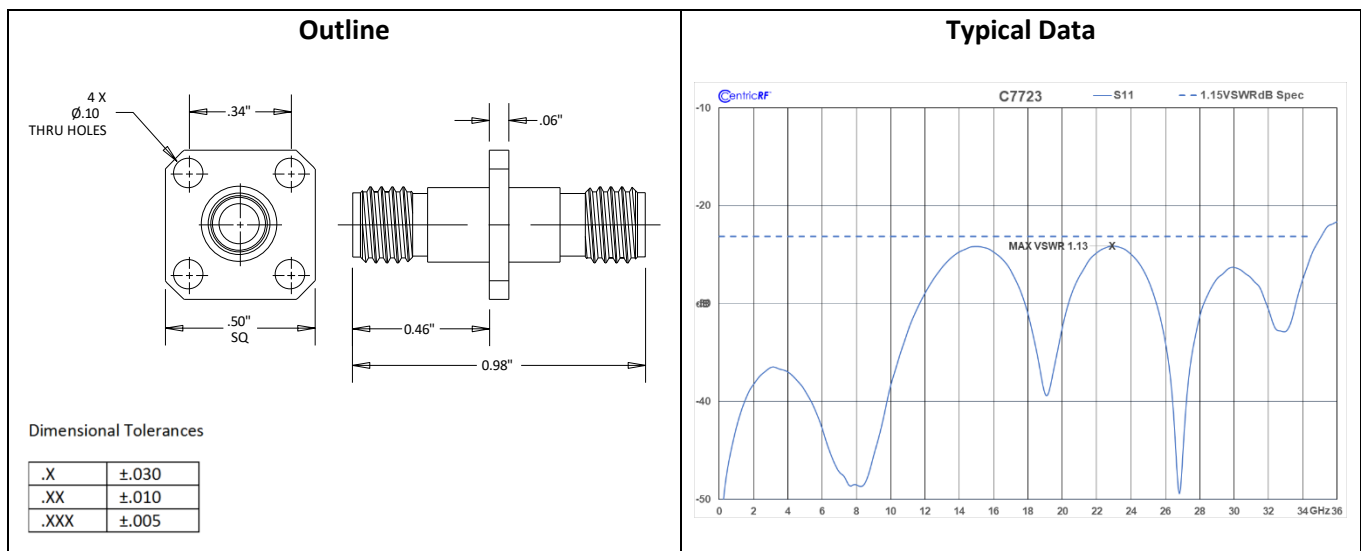 Outline
4 X
Ø.10
THRU HOLES
.34"
.06"
.50"
SQ
0.46"
0.98"
Dimensional Tolerances
.X ±.030
.XX ±.010
.XXX ±.005
Typical Data
CentricRF™
C7723
S11
1.15VSWRdB Spec
-10
-20
MAX VSWR 1.13
X
-40
-50
0 2 4 6 8 10 12 14 16 18 20 22 24 26 28 30 32 34 GHz 36